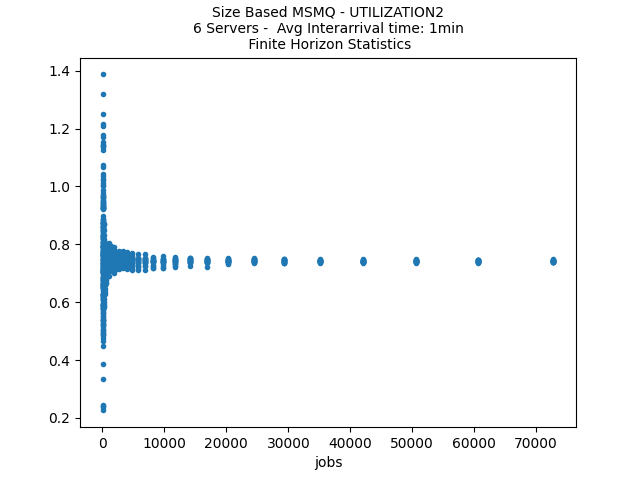 Size Based MSMQ - UTILIZATION2
6 Servers -  Avg Interarrival time: 1min
Finite Horizon Statistics
1.4
1.2
1.0
0.8
0.6
0.4
0.2
0 10000 20000 30000 40000 50000 60000 70000
jobs